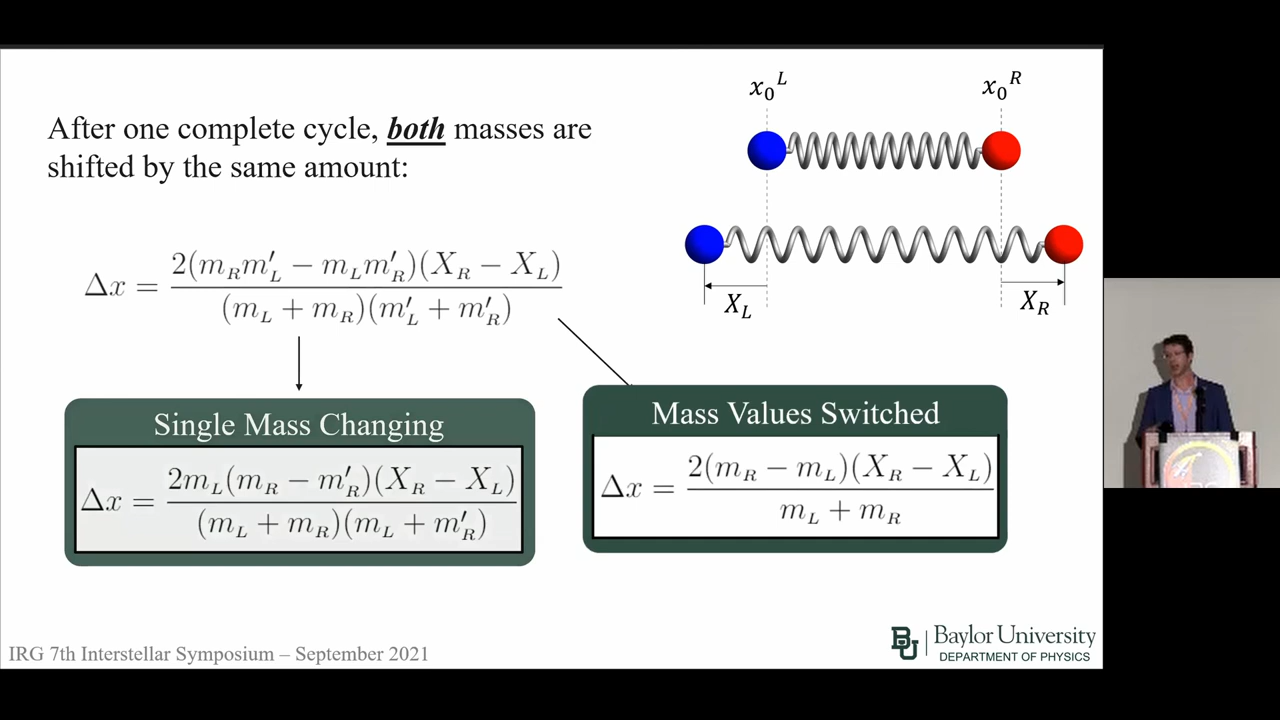 After one complete cycle, both masses are
shifted by the same amount:
x₀ᴸ
x₀ᴿ
X_L
X_R
Δx = 2(m_R m′_L − m_L m′_R)(X_R − X_L) / (m_L + m_R)(m′_L + m′_R)
Single Mass Changing
Δx = 2m_L(m_R − m′_R)(X_R − X_L) / (m_L + m_R)(m_L + m′_R)
Mass Values Switched
Δx = 2(m_R − m_L)(X_R − X_L) / m_L + m_R
IRG 7th Interstellar Symposium – September 2021
BU
Baylor University
DEPARTMENT OF PHYSICS